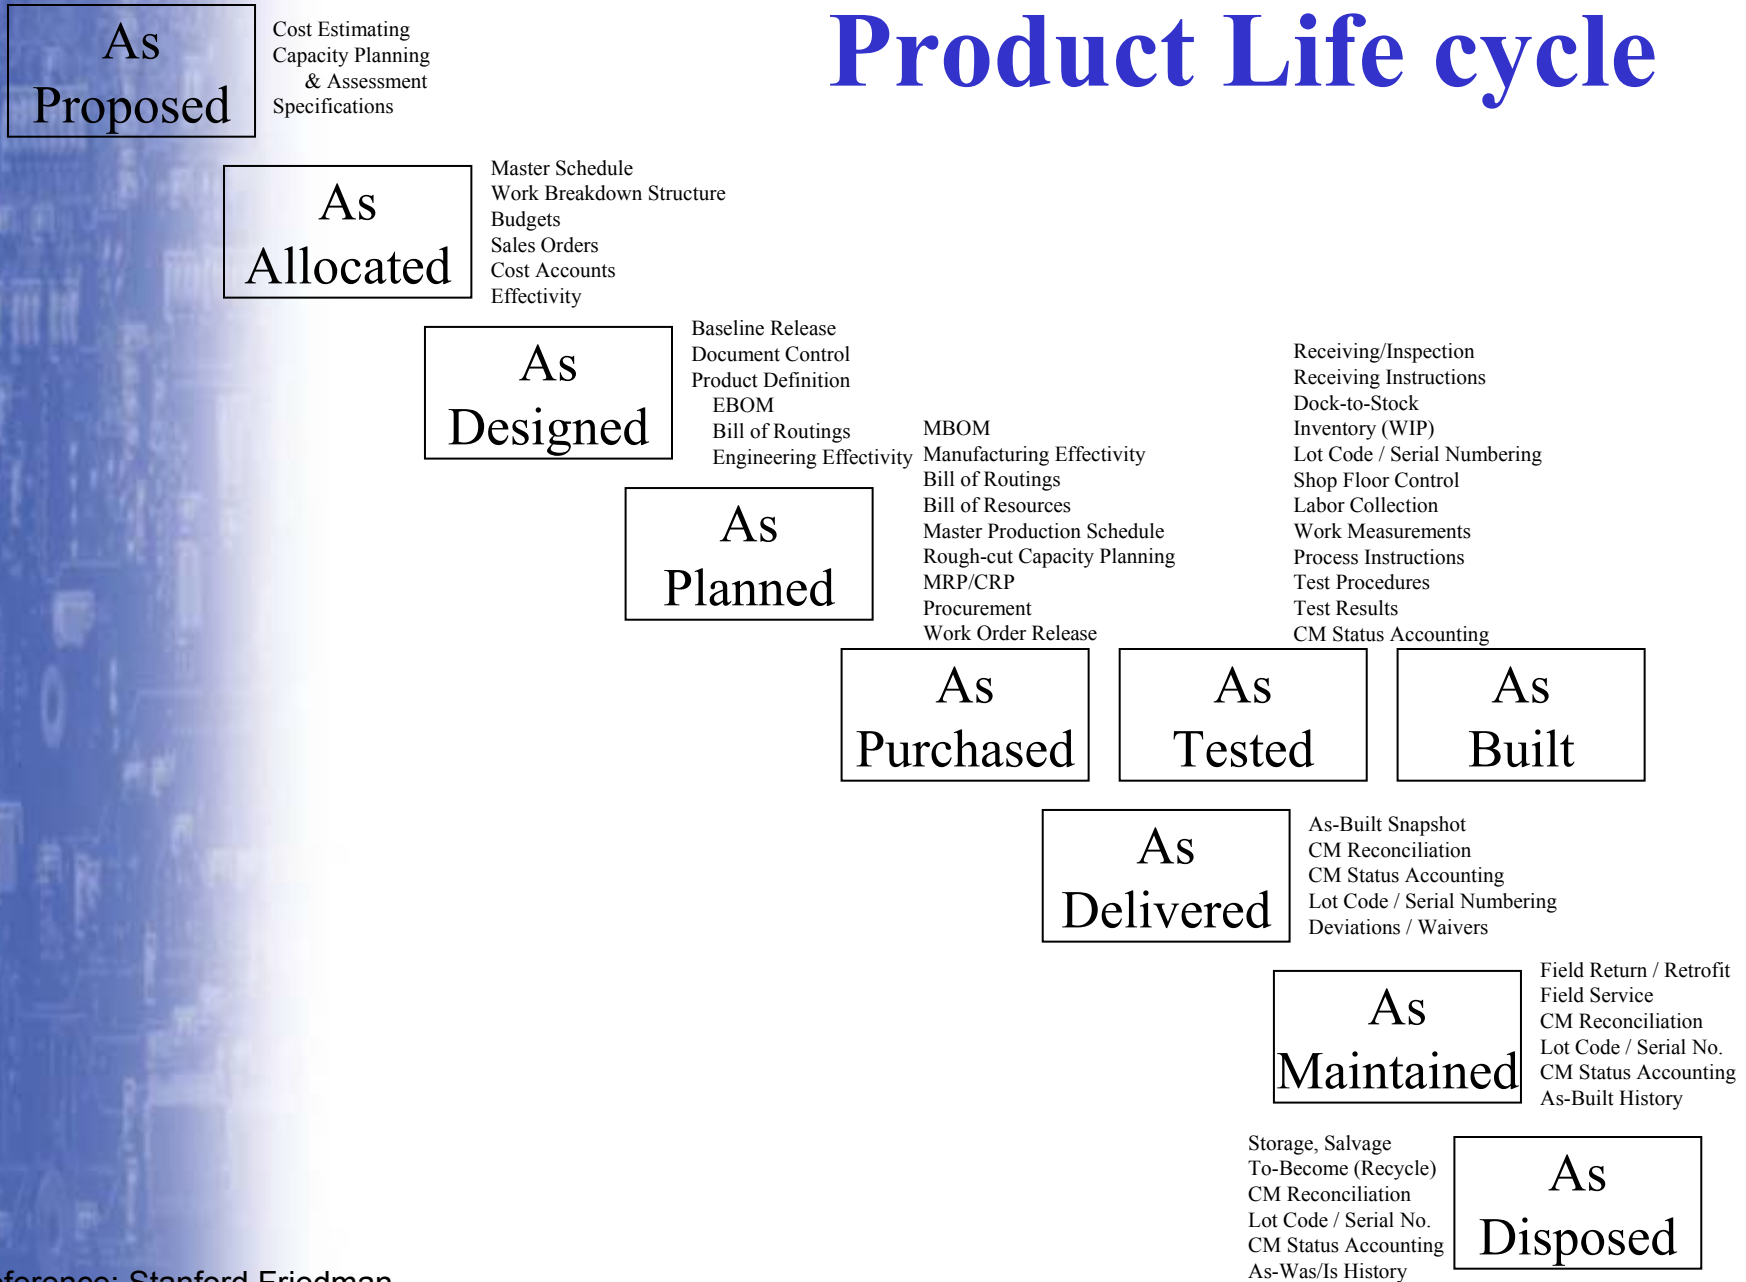 Product Life cycle
As
Proposed
Cost Estimating
Capacity Planning
& Assessment
Specifications
As
Allocated
Master Schedule
Work Breakdown Structure
Budgets
Sales Orders
Cost Accounts
Effectivity
As
Designed
Baseline Release
Document Control
Product Definition
EBOM
Bill of Routings
Engineering Effectivity
As
Planned
MBOM
Manufacturing Effectivity
Bill of Routings
Bill of Resources
Master Production Schedule
Rough-cut Capacity Planning
MRP/CRP
Procurement
Work Order Release
Receiving/Inspection
Receiving Instructions
Dock-to-Stock
Inventory (WIP)
Lot Code / Serial Numbering
Shop Floor Control
Labor Collection
Work Measurements
Process Instructions
Test Procedures
Test Results
CM Status Accounting
As
Purchased
As
Tested
As
Built
As
Delivered
As-Built Snapshot
CM Reconciliation
CM Status Accounting
Lot Code / Serial Numbering
Deviations / Waivers
As
Maintained
Field Return / Retrofit
Field Service
CM Reconciliation
Lot Code / Serial No.
CM Status Accounting
As-Built History
Storage, Salvage
To-Become (Recycle)
CM Reconciliation
Lot Code / Serial No.
CM Status Accounting
As-Was/Is History
As
Disposed
Stanford Friedman